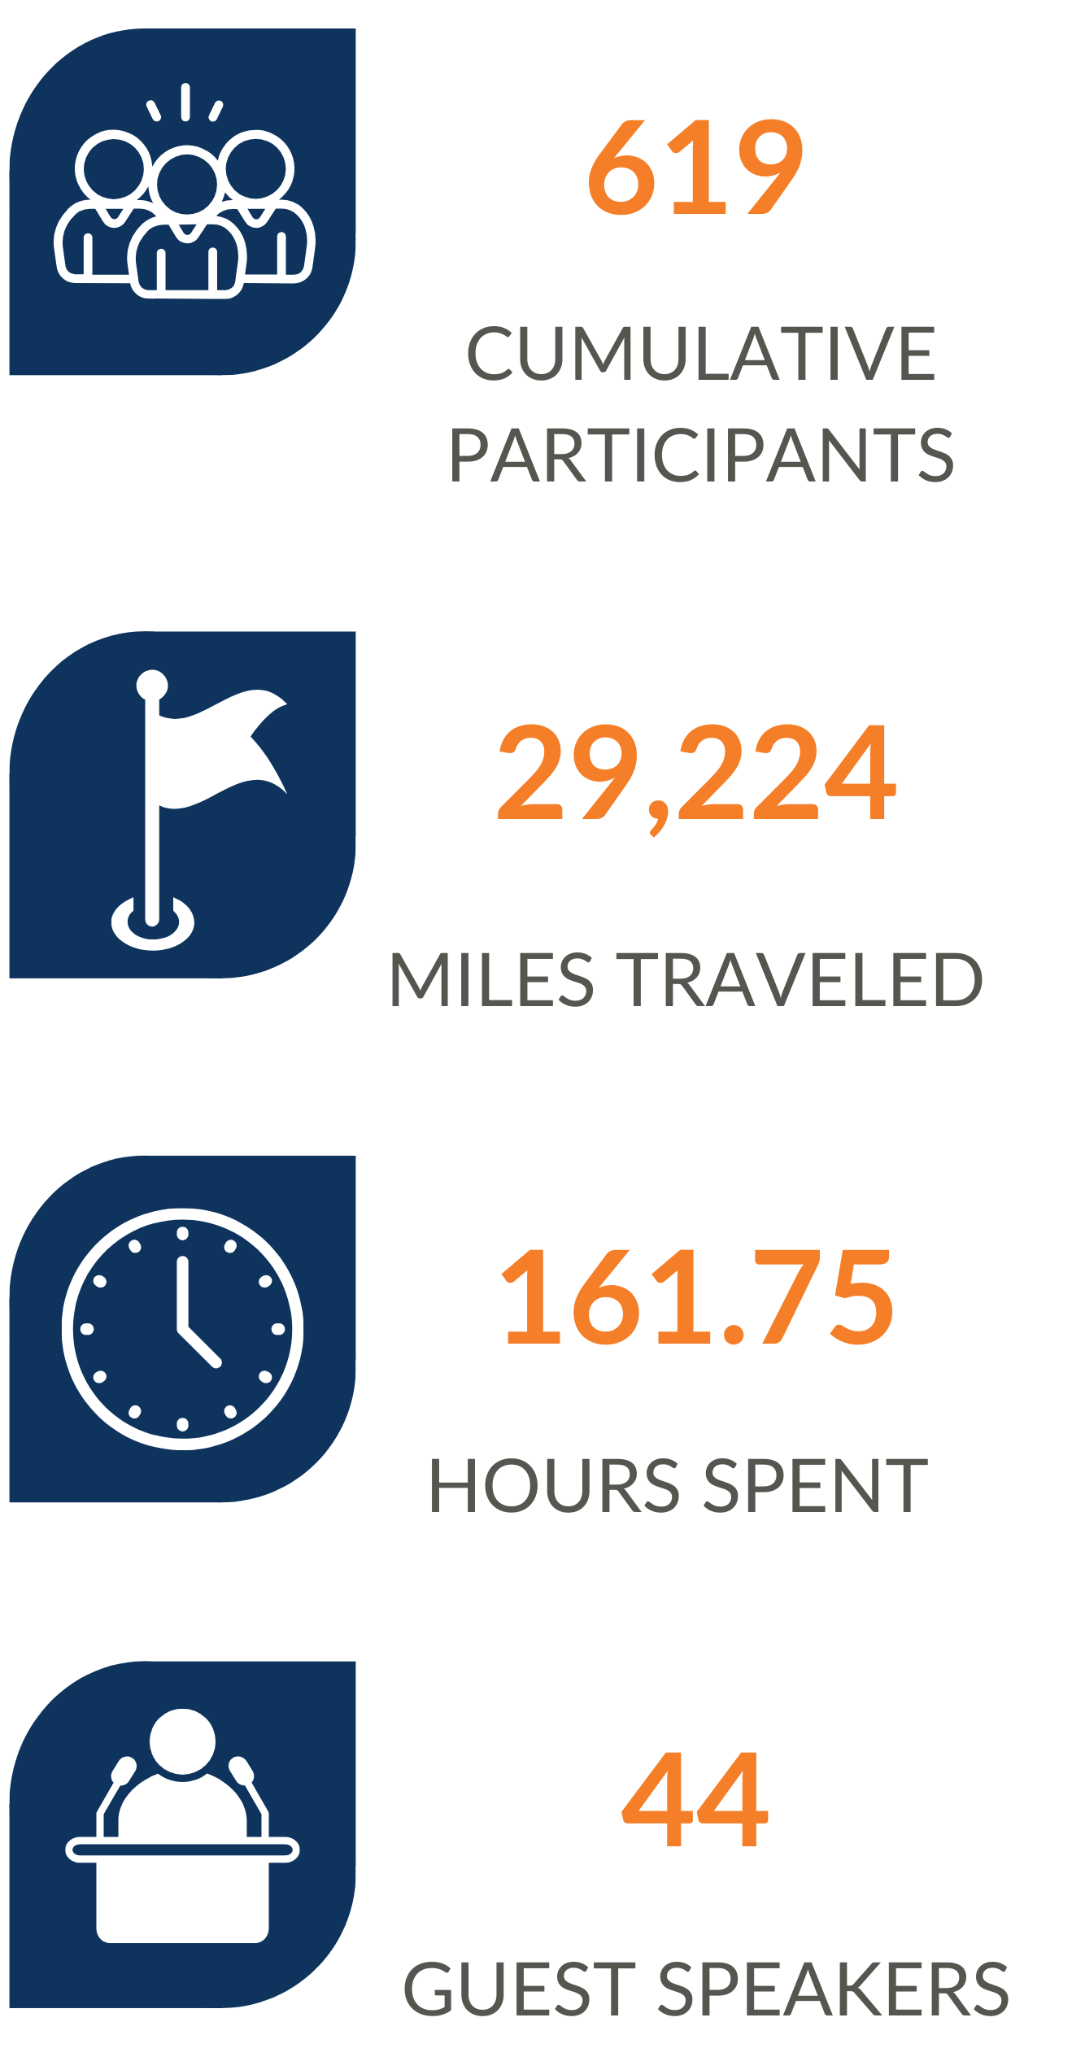 619
CUMULATIVE
PARTICIPANTS
29,224
MILES TRAVELED
161.75
HOURS SPENT
44
GUEST SPEAKERS